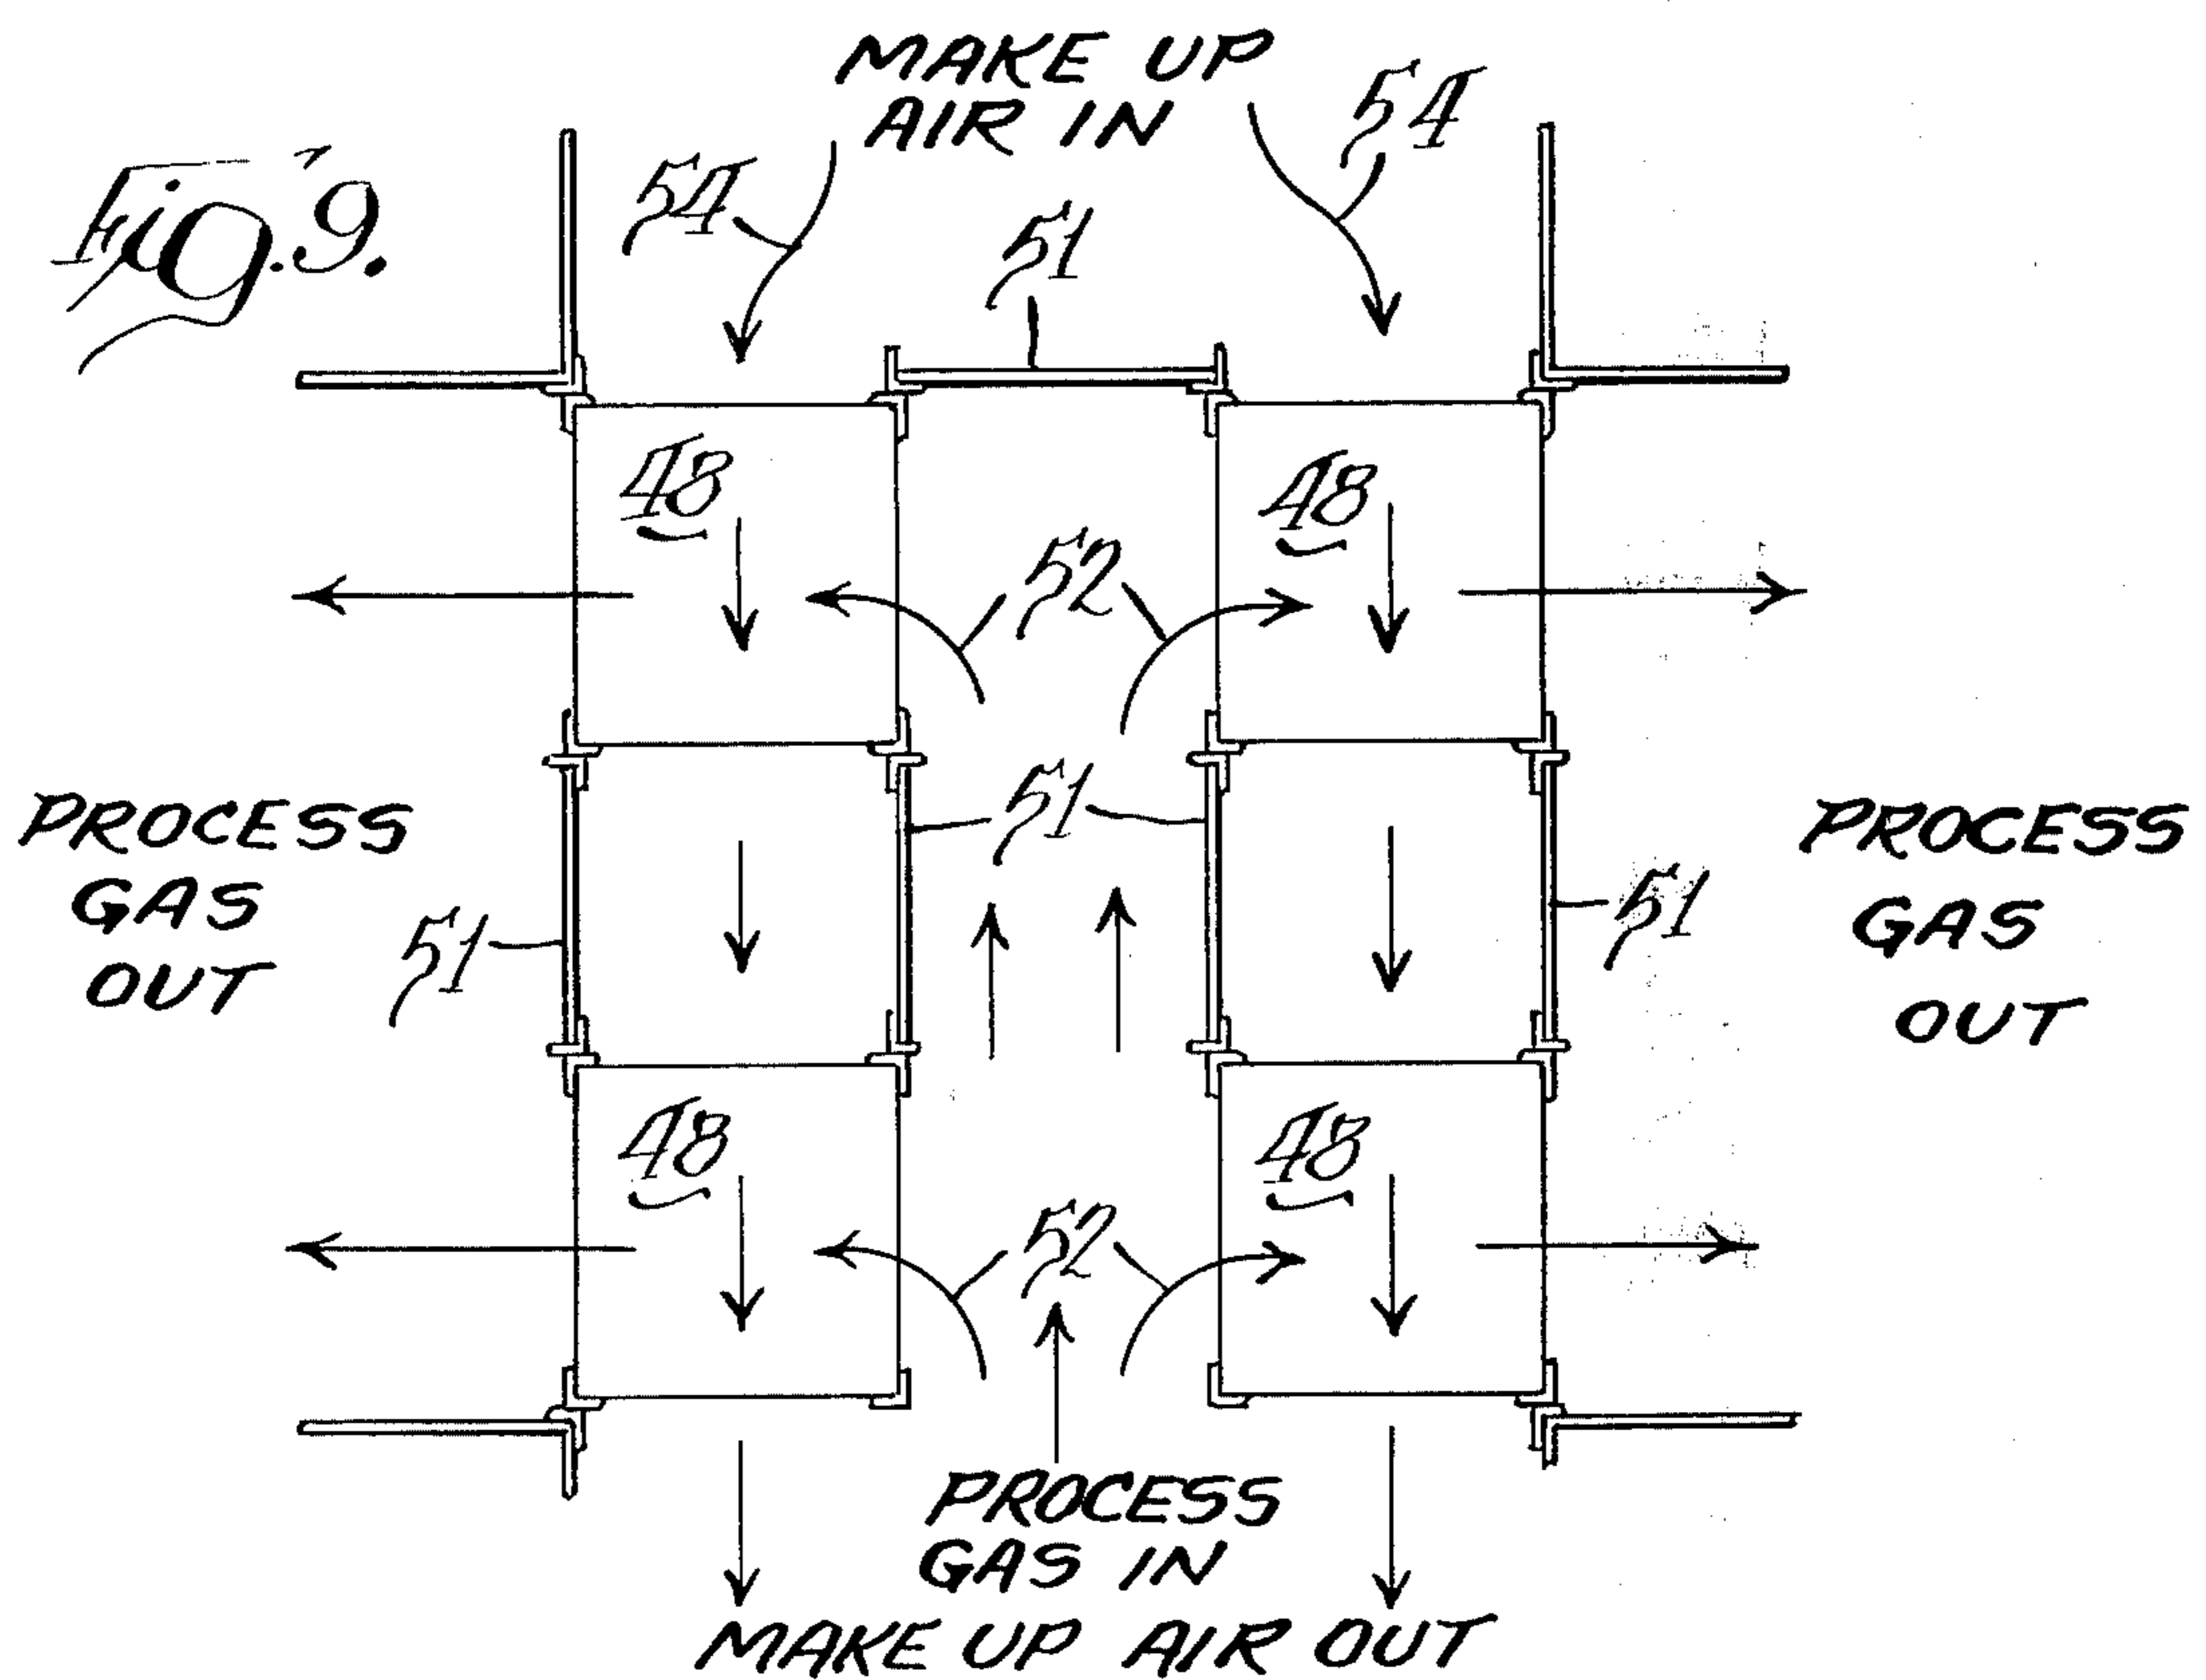 Fig. 9.
MAKE UP
AIR IN
54
54
51
48
48
52
51
PROCESS
GAS
OUT
51
PROCESS
GAS
OUT
51
48
48
52
PROCESS
GAS IN
MAKE UP AIR OUT